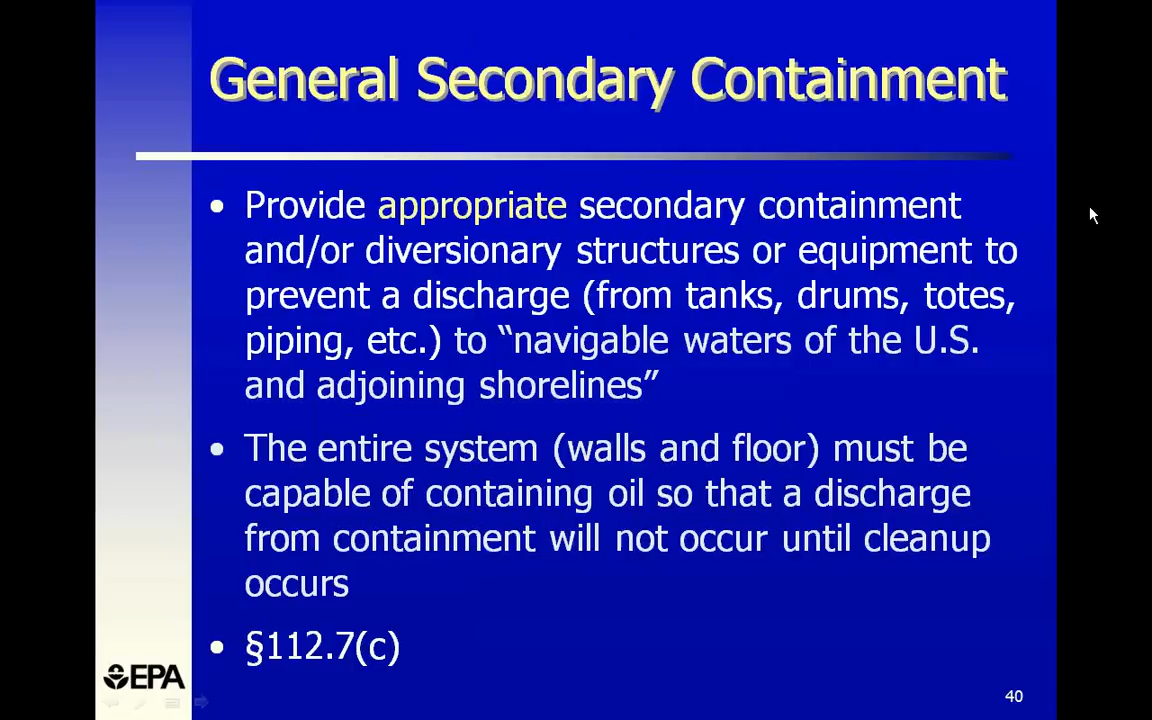 General Secondary Containment
• Provide appropriate secondary containment
and/or diversionary structures or equipment to
prevent a discharge (from tanks, drums, totes,
piping, etc.) to “navigable waters of the U.S.
and adjoining shorelines”
• The entire system (walls and floor) must be
capable of containing oil so that a discharge
from containment will not occur until cleanup
occurs
• §112.7(c)
EPA
40